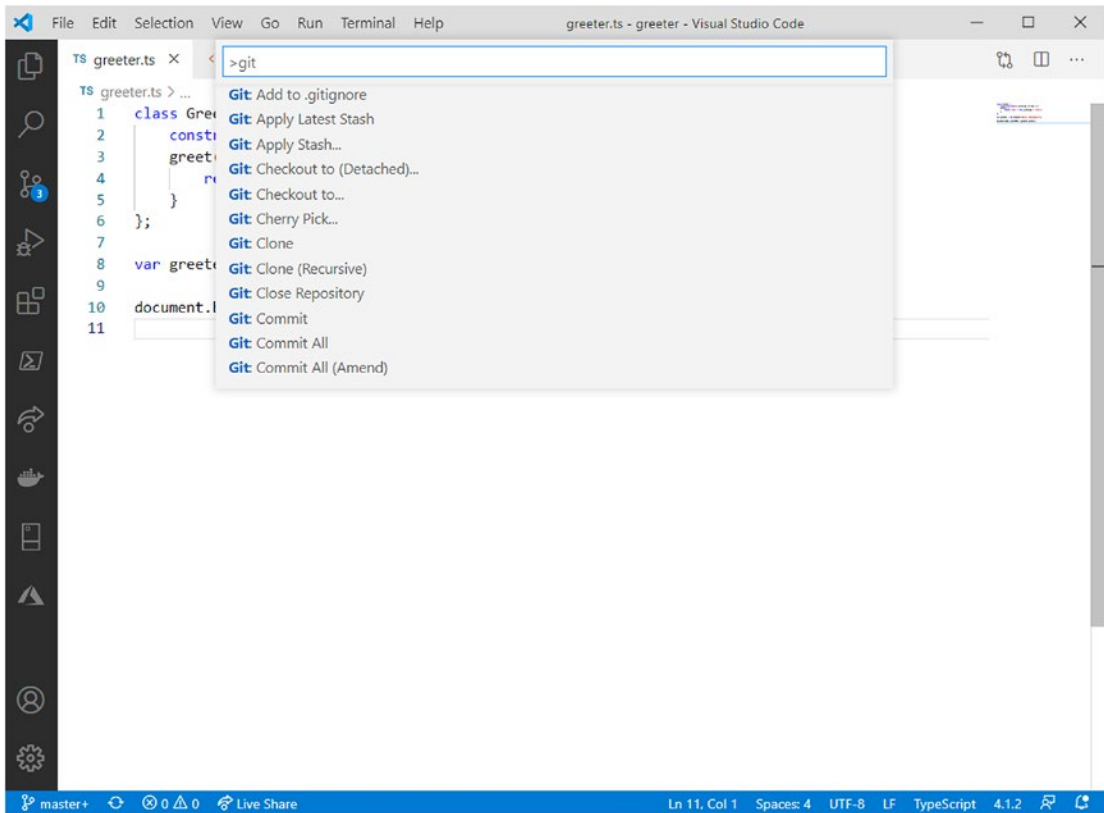 File Edit Selection View Go Run Terminal Help greeter.ts - greeter - Visual Studio Code
TS greeter.ts
>git
TS greeter.ts > ...
Git: Add to .gitignore
Git: Apply Latest Stash
Git: Apply Stash...
Git: Checkout to (Detached)...
Git: Checkout to...
Git: Cherry Pick...
Git: Clone
Git: Clone (Recursive)
Git: Close Repository
Git: Commit
Git: Commit All
Git: Commit All (Amend)
1 class Gre
2 constr
3 greet
4 re
5 }
6 };
7
8 var greete
9
10 document.
11
3
master+ 0 0 Live Share Ln 11, Col 1 Spaces: 4 UTF-8 LF TypeScript 4.1.2